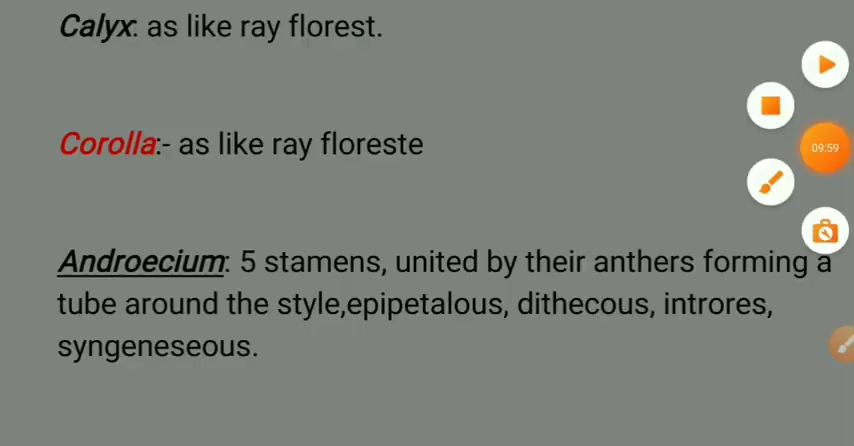 Calyx: as like ray florest.
Corolla:- as like ray floreste
09:59
Androecium: 5 stamens, united by their anthers forming a
tube around the style,epipetalous, dithecous, introres,
syngeneseous.